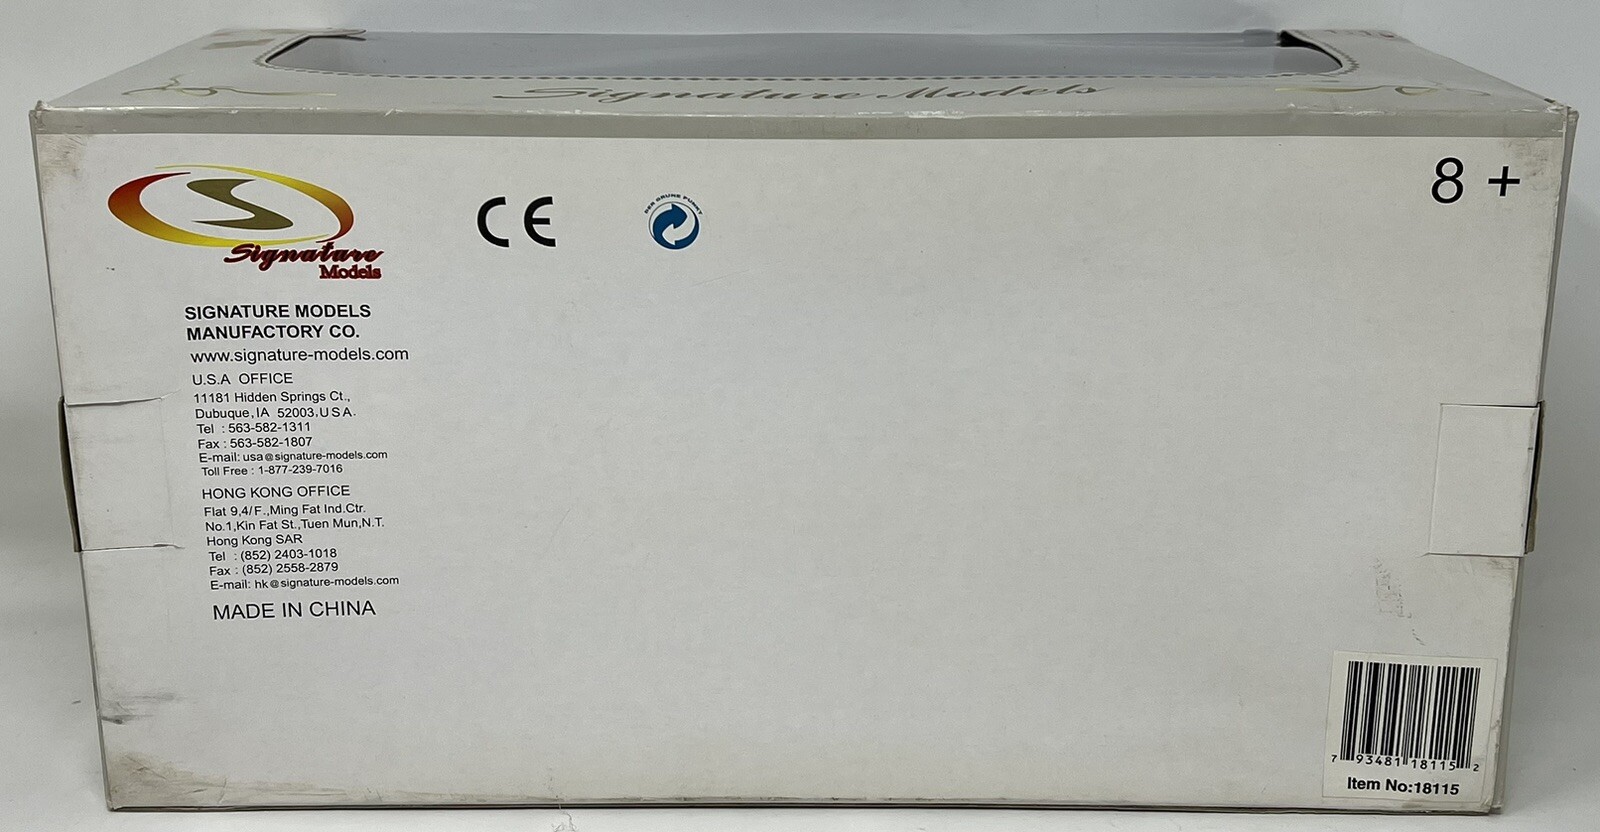 Signature Models
8 +
S
Signature
Models
CE
DER GRÜNE PUNKT
SIGNATURE MODELS
MANUFACTORY CO.
www.signature-models.com
U.S.A OFFICE
11181 Hidden Springs Ct.,
Dubuque,IA 52003.U.S.A.
Tel : 563-582-1311
Fax : 563-582-1807
E-mail: usa@signature-models.com
Toll Free : 1-877-239-7016
HONG KONG OFFICE
Flat 9,4/F.,Ming Fat Ind.Ctr.
No.1,Kin Fat St.,Tuen Mun,N.T.
Hong Kong SAR
Tel : (852) 2403-1018
Fax : (852) 2558-2879
E-mail: hk@signature-models.com
MADE IN CHINA
7 93481 18115 2
Item No:18115